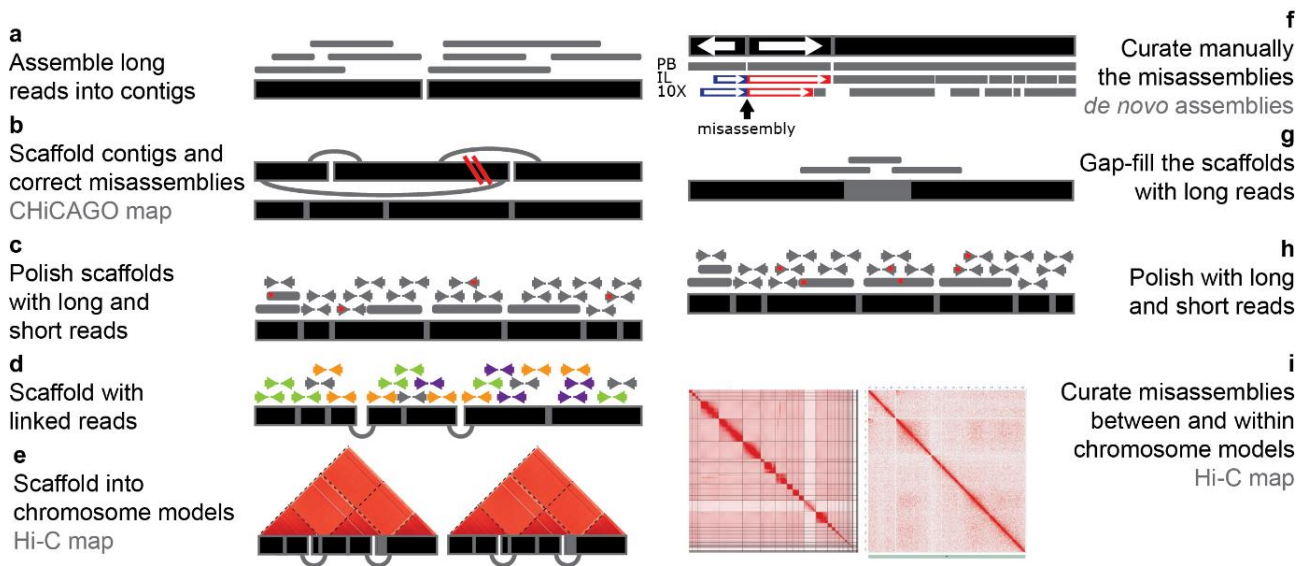 a
Assemble long
reads into contigs
b
Scaffold contigs and
correct misassemblies
CHiCAGO map
c
Polish scaffolds
with long and
short reads
d
Scaffold with
linked reads
e
Scaffold into
chromosome models
Hi-C map
f
Curate manually
the misassemblies
de novo assemblies
PB
IL
10X
misassembly
g
Gap-fill the scaffolds
with long reads
h
Polish with long
and short reads
i
Curate misassemblies
between and within
chromosome models
Hi-C map